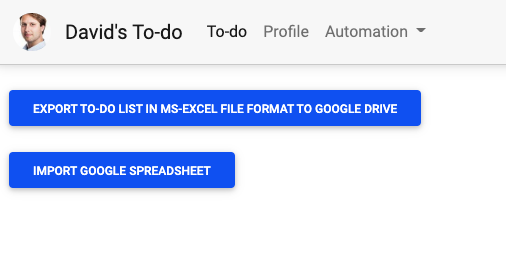 David's To-do To-do Profile Automation
EXPORT TO-DO LIST IN MS-EXCEL FILE FORMAT TO GOOGLE DRIVE
IMPORT GOOGLE SPREADSHEET